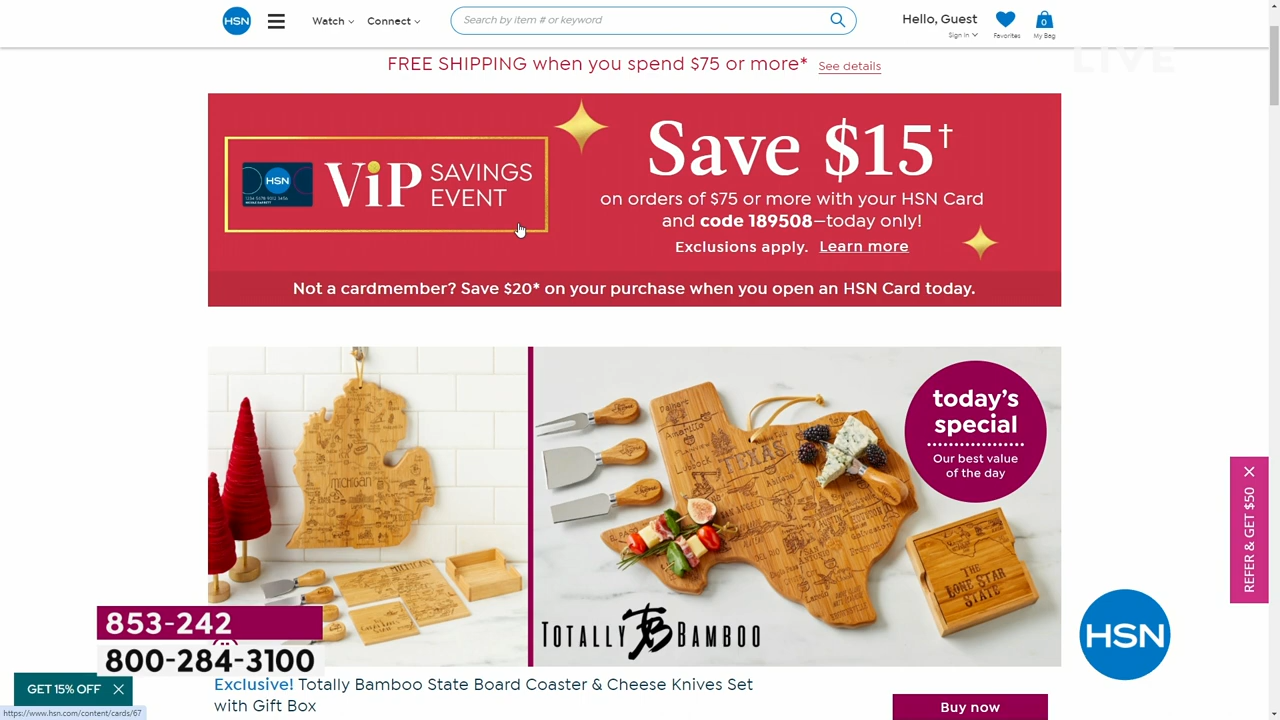 HSN
Watch
Connect
Search by item # or keyword
Hello, Guest
Sign In
Favorites
0
My Bag
LIVE
FREE SHIPPING when you spend $75 or more* See details
HSN
ViP SAVINGS EVENT
Save $15†
on orders of $75 or more with your HSN Card
and code 189508—today only!
Exclusions apply. Learn more
Not a cardmember? Save $20* on your purchase when you open an HSN Card today.
today's
special
Our best value
of the day
MICHIGAN
TEXAS
Amarillo
THE
LONE STAR
STATE
TOTALLY BAMBOO
REFER & GET $50
HSN
853-242
800-284-3100
GET 15% OFF
Exclusive! Totally Bamboo State Board Coaster & Cheese Knives Set
with Gift Box
Buy now
https://www.hsn.com/content/cards/67